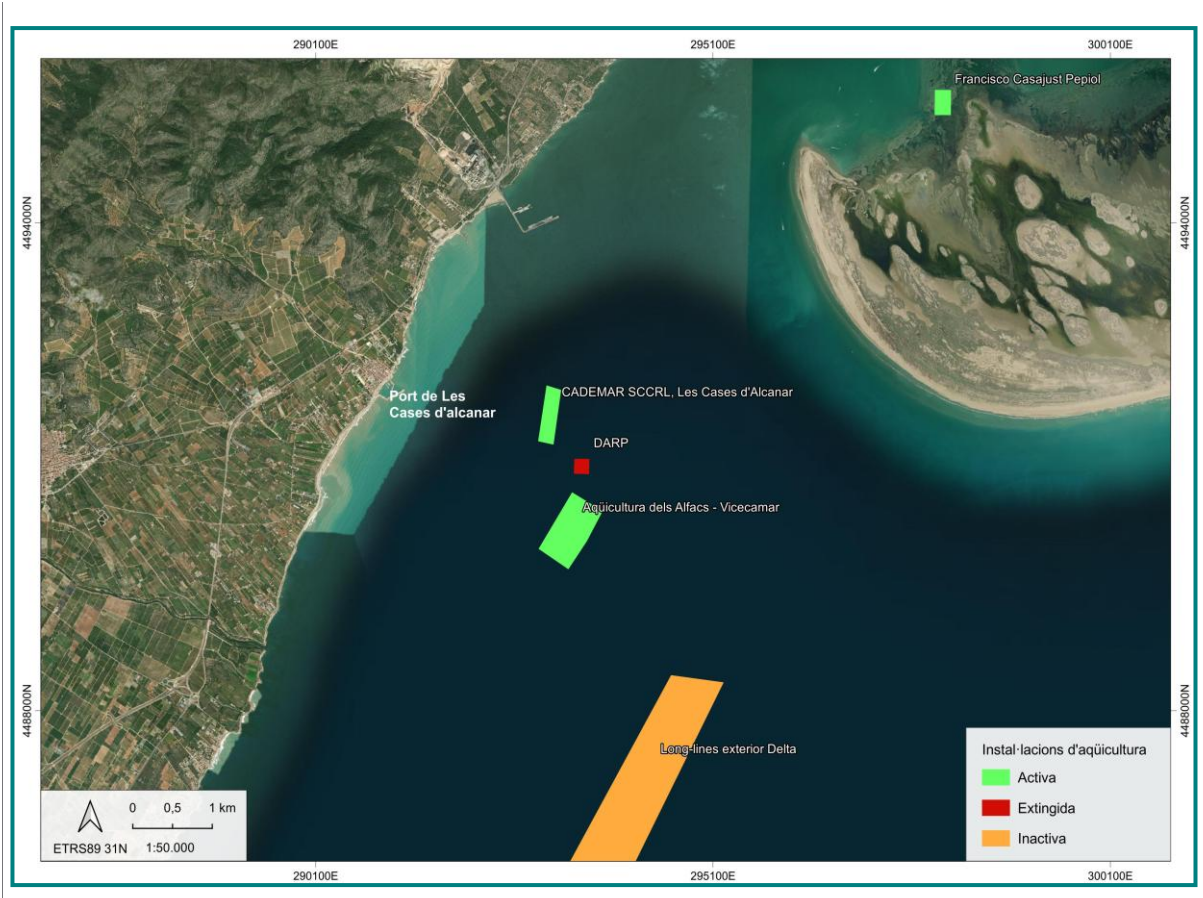 290100E
295100E
300100E
Francisco Casajust Pepiol
4494000N
4494000N
CADEMAR SCCRL, Les Cases d'Alcanar
Pórt de Les
Cases d'alcanar
DARP
Aqüicultura dels Alfacs - Vicecamar
4488000N
4488000N
Long-lines exterior Delta
Instal·lacions d'aqüicultura
Activa
Extingida
Inactiva
0 0,5 1 km
ETRS89 31N 1:50.000
290100E
295100E
300100E